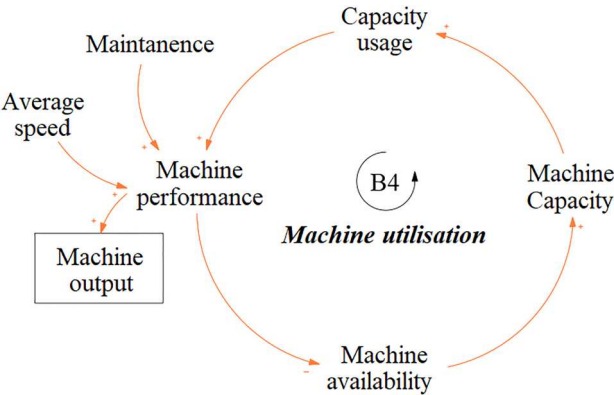 Capacity
usage
Maintanence
Average
speed
Machine
performance
B4
Machine
Capacity
Machine utilisation
Machine
output
Machine
availability
+
+
+
+
+
+
−